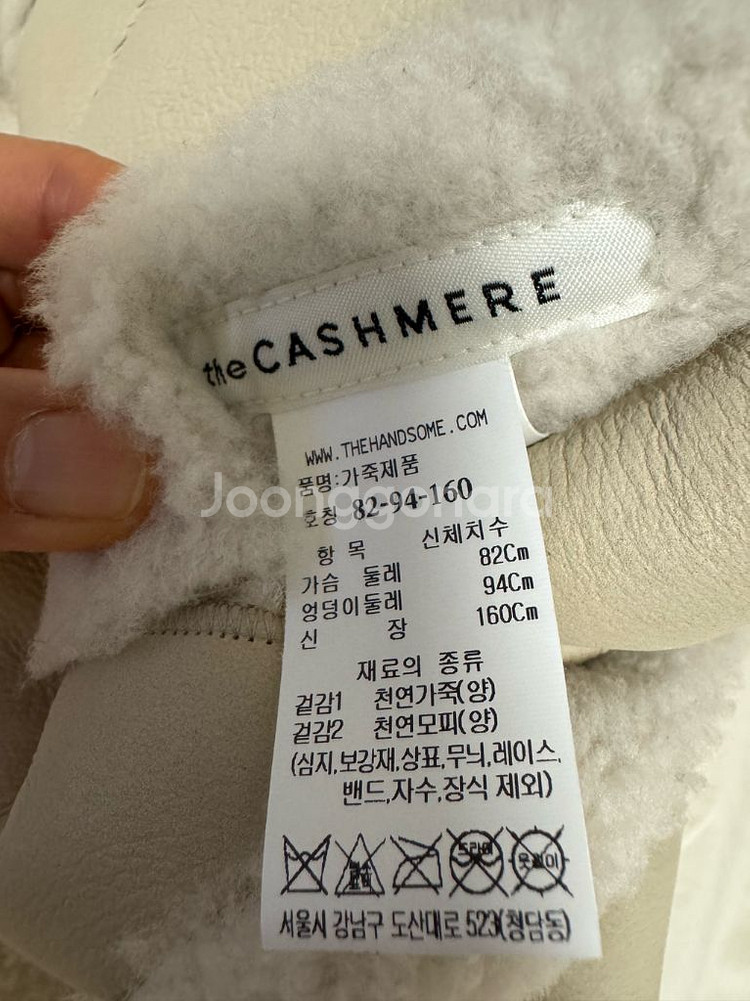 theCASHMERE
WWW.THEHANDSOME.COM
품명:가죽제품
호칭 82-94-160
항 목 신체치수
가슴 둘레 82Cm
엉덩이둘레 94Cm
신 장 160Cm
재료의 종류
겉감1 천연가죽(양)
겉감2 천연모피(양)
(심지,보강재,상표,무늬,레이스,
밴드,자수,장식 제외)
드라이
서울시 강남구 도산대로 523(청담동)
Joonggonara